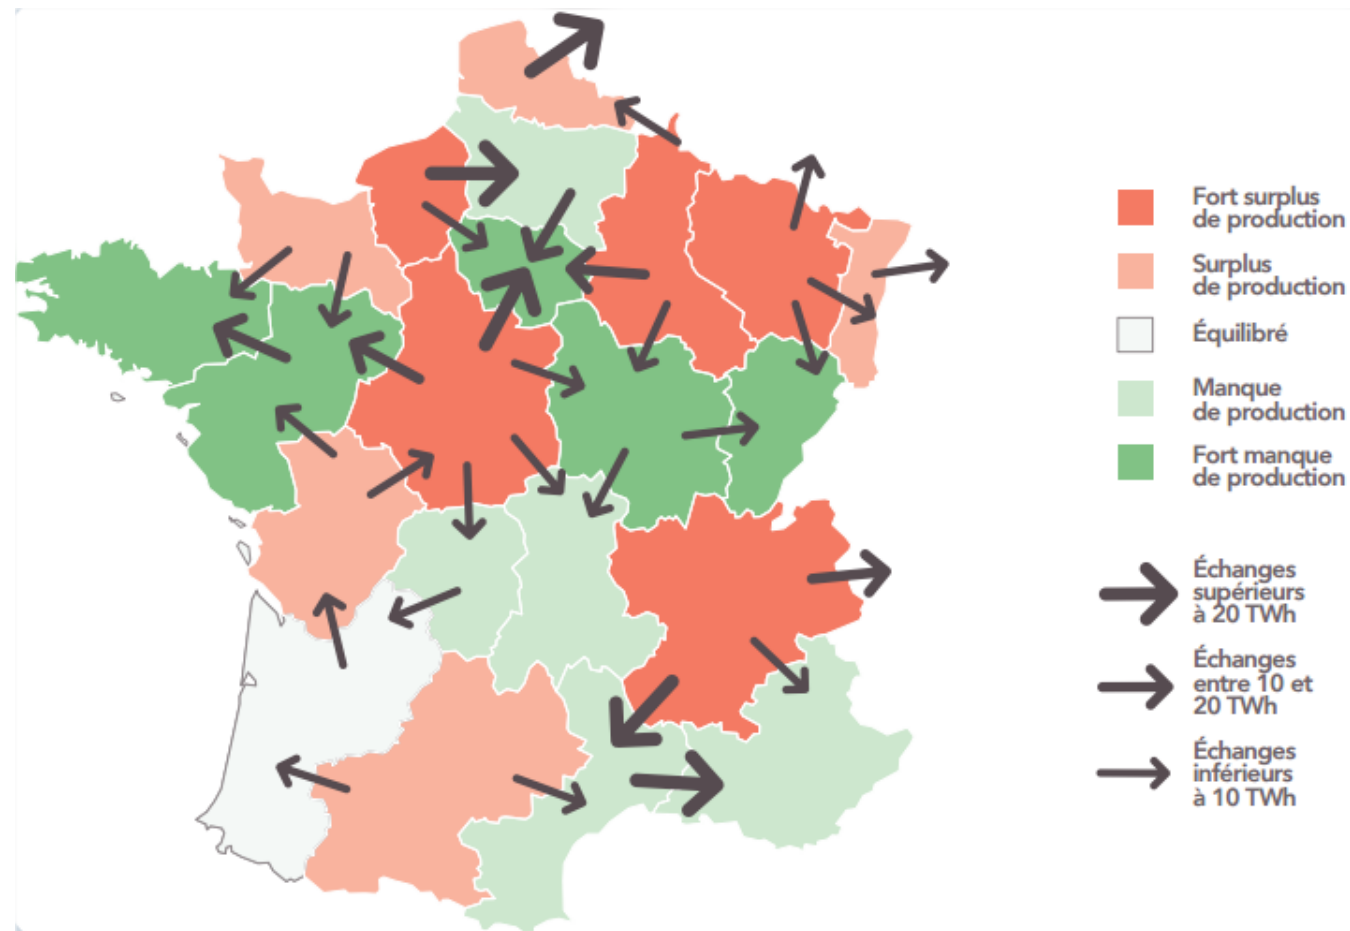 Fort surplus
de production
Surplus
de production
Équilibré
Manque
de production
Fort manque
de production
Échanges
supérieurs
à 20 TWh
Échanges
entre 10 et
20 TWh
Échanges
inférieurs
à 10 TWh